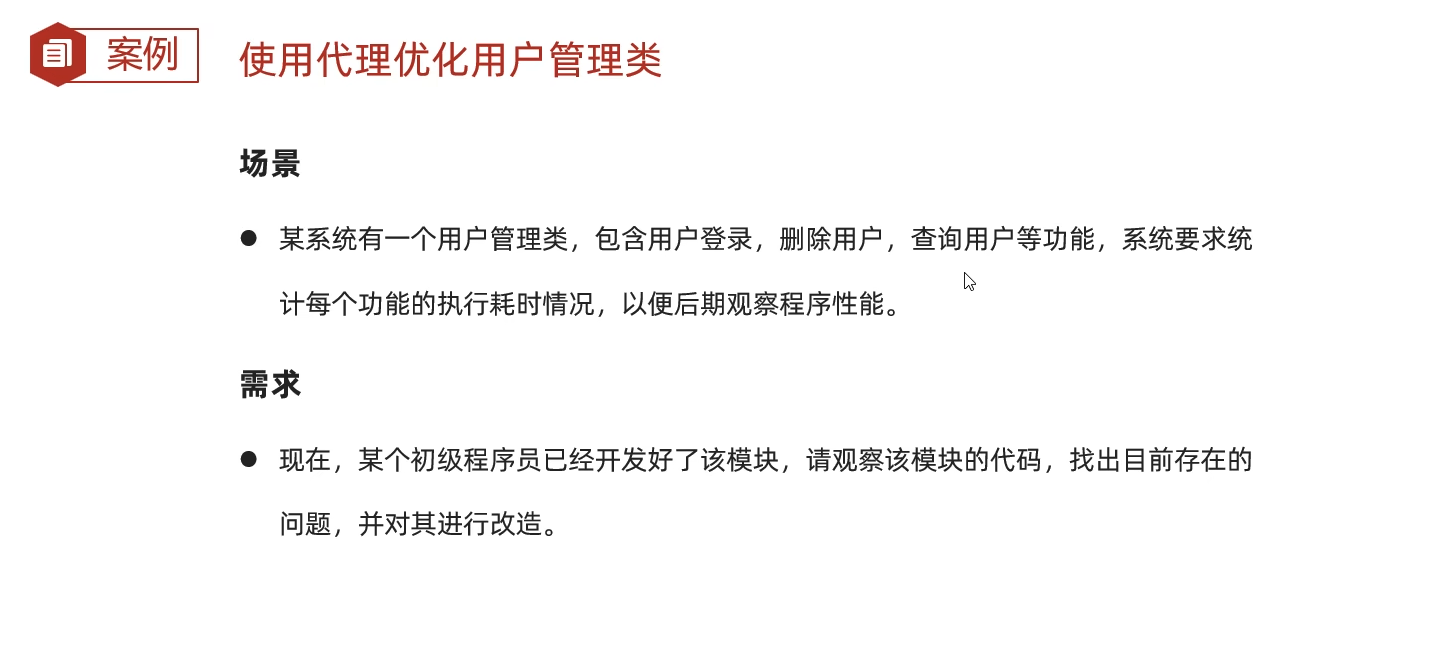 案例
使用代理优化用户管理类
场景
● 某系统有一个用户管理类，包含用户登录，删除用户，查询用户等功能，系统要求统
计每个功能的执行耗时情况，以便后期观察程序性能。
需求
● 现在，某个初级程序员已经开发好了该模块，请观察该模块的代码，找出目前存在的
问题，并对其进行改造。